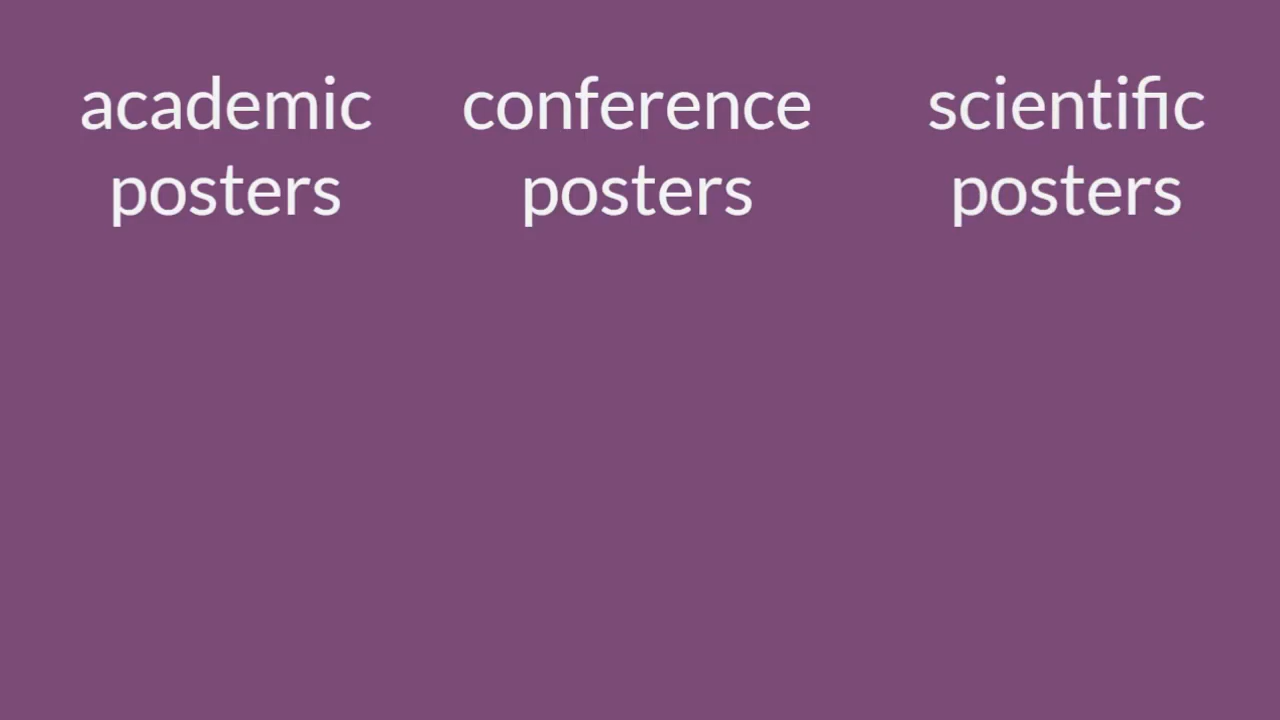 academic
posters
conference
posters
scientific
posters